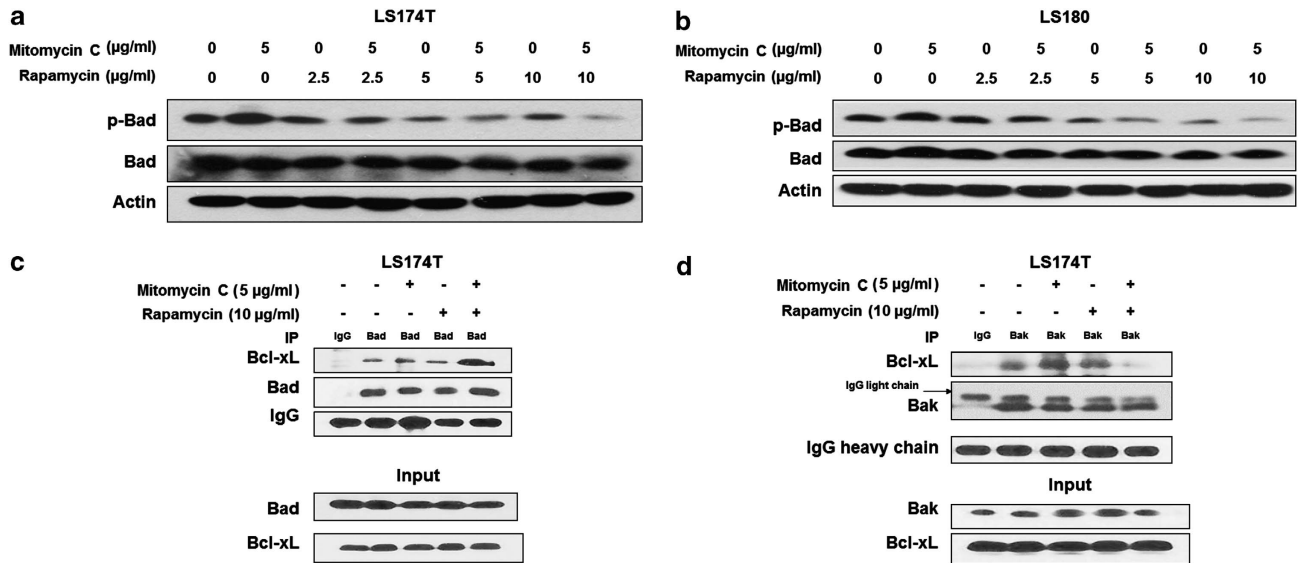 a
LS174T
Mitomycin C (µg/ml) 0 5 0 5 0 5 0 5
Rapamycin (µg/ml) 0 0 2.5 2.5 5 5 10 10
p-Bad
Bad
Actin
b
LS180
Mitomycin C (µg/ml) 0 5 0 5 0 5 0 5
Rapamycin (µg/ml) 0 0 2.5 2.5 5 5 10 10
p-Bad
Bad
Actin
c
LS174T
Mitomycin C (5 µg/ml) - - + - +
Rapamycin (10 µg/ml) - - - + +
IP IgG Bad Bad Bad Bad
Bcl-xL
Bad
IgG
Input
Bad
Bcl-xL
d
LS174T
Mitomycin C (5 µg/ml) - - + - +
Rapamycin (10 µg/ml) - - - + +
IP IgG Bak Bak Bak Bak
Bcl-xL
IgG light chain
Bak
IgG heavy chain
Input
Bak
Bcl-xL